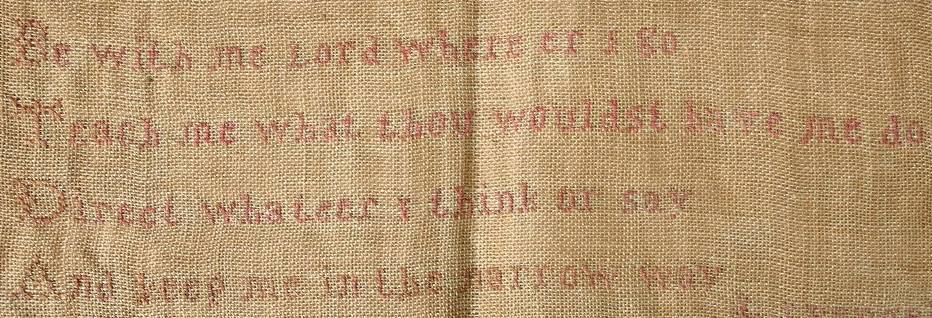 Be with me Lord where er I go
Teach me what thou wouldst have me do
Direct whateer I think or say
And keep me in the narrow way